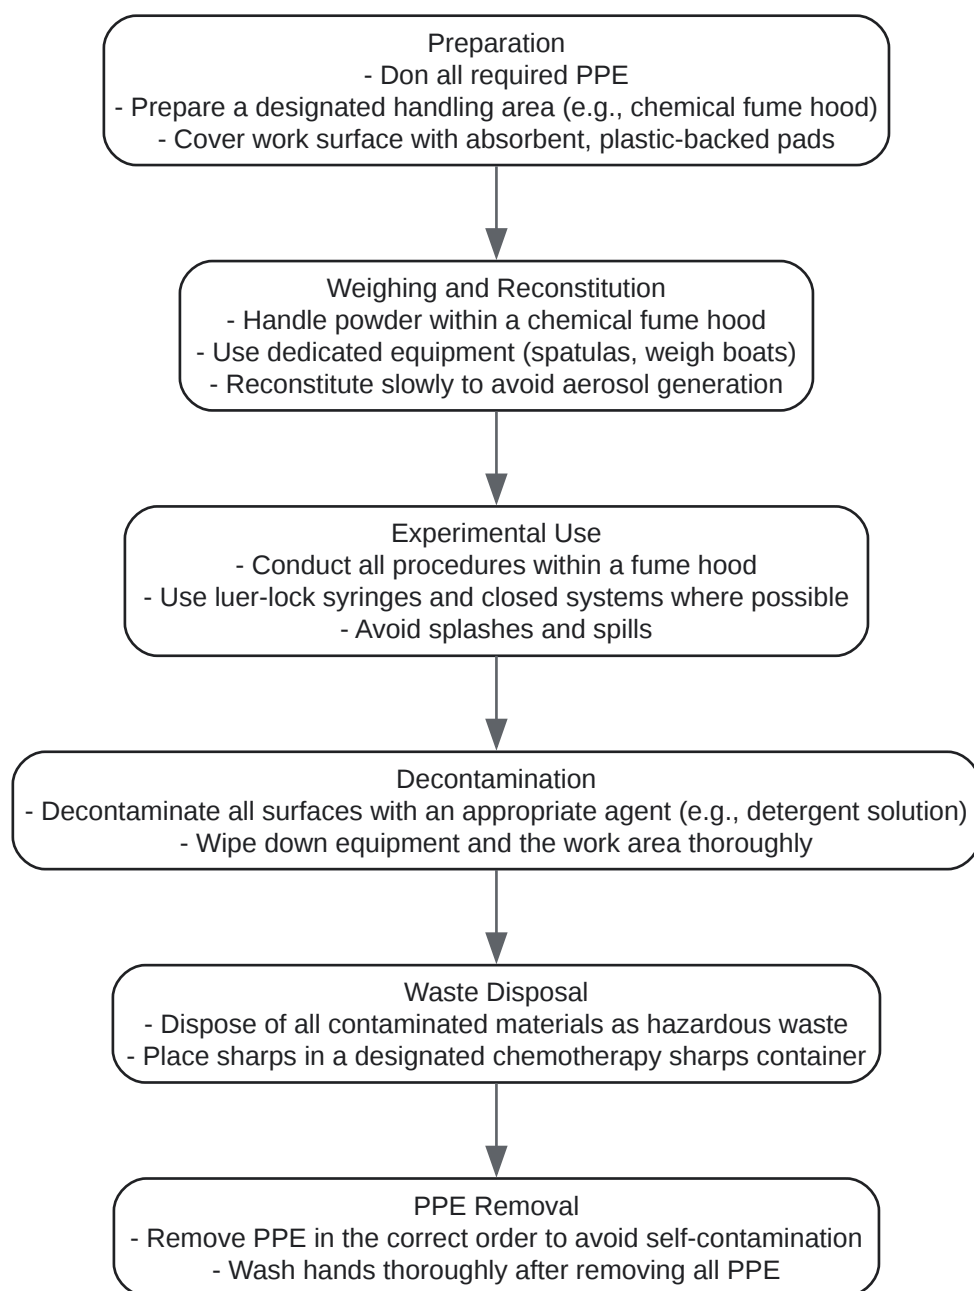 Preparation
- Don all required PPE
- Prepare a designated handling area (e.g., chemical fume hood)
- Cover work surface with absorbent, plastic-backed pads
Weighing and Reconstitution
- Handle powder within a chemical fume hood
- Use dedicated equipment (spatulas, weigh boats)
- Reconstitute slowly to avoid aerosol generation
Experimental Use
- Conduct all procedures within a fume hood
- Use luer-lock syringes and closed systems where possible
- Avoid splashes and spills
Decontamination
- Decontaminate all surfaces with an appropriate agent (e.g., detergent solution)
- Wipe down equipment and the work area thoroughly
Waste Disposal
- Dispose of all contaminated materials as hazardous waste
- Place sharps in a designated chemotherapy sharps container
PPE Removal
- Remove PPE in the correct order to avoid self-contamination
- Wash hands thoroughly after removing all PPE